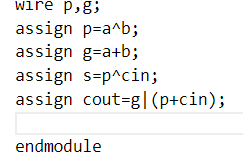 wire p,g;
assign p=a^b;
assign g=a+b;
assign s=p^cin;
assign cout=g|(p+cin);
endmodule